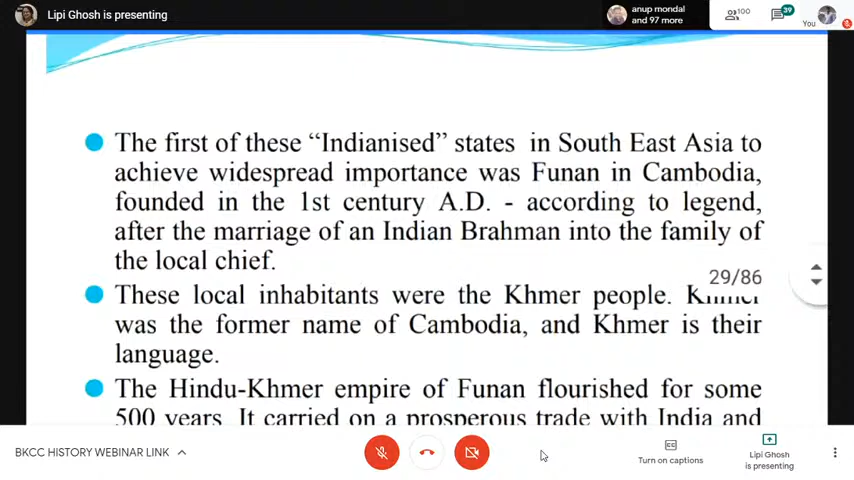 Lipi Ghosh is presenting
anup mondal
and 97 more
100
39
You
The first of these “Indianised” states in South East Asia to
achieve widespread importance was Funan in Cambodia,
founded in the 1st century A.D. - according to legend,
after the marriage of an Indian Brahman into the family of
the local chief.
29/86
These local inhabitants were the Khmer people. Khmer
was the former name of Cambodia, and Khmer is their
language.
The Hindu-Khmer empire of Funan flourished for some
500 years. It carried on a prosperous trade with India and
BKCC HISTORY WEBINAR LINK
Turn on captions
Lipi Ghosh
is presenting